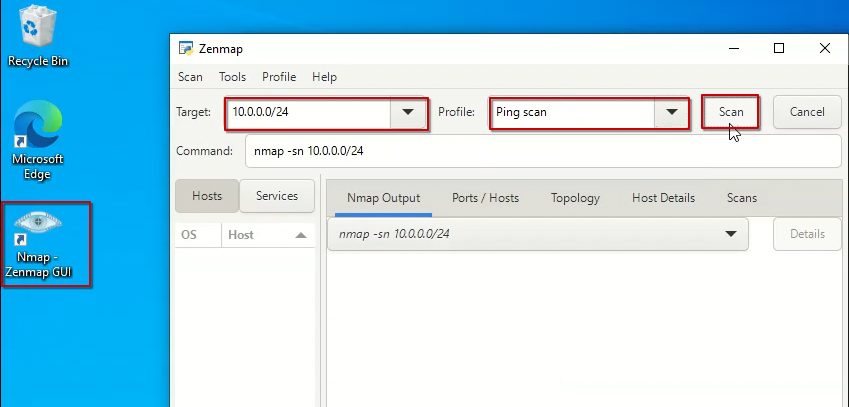 Recycle Bin
Microsoft
Edge
Nmap -
Zenmap GUI
Zenmap
Scan Tools Profile Help
Target: 10.0.0.0/24 Profile: Ping scan Scan Cancel
Command: nmap -sn 10.0.0.0/24
Hosts Services Nmap Output Ports / Hosts Topology Host Details Scans
OS Host nmap -sn 10.0.0.0/24 Details